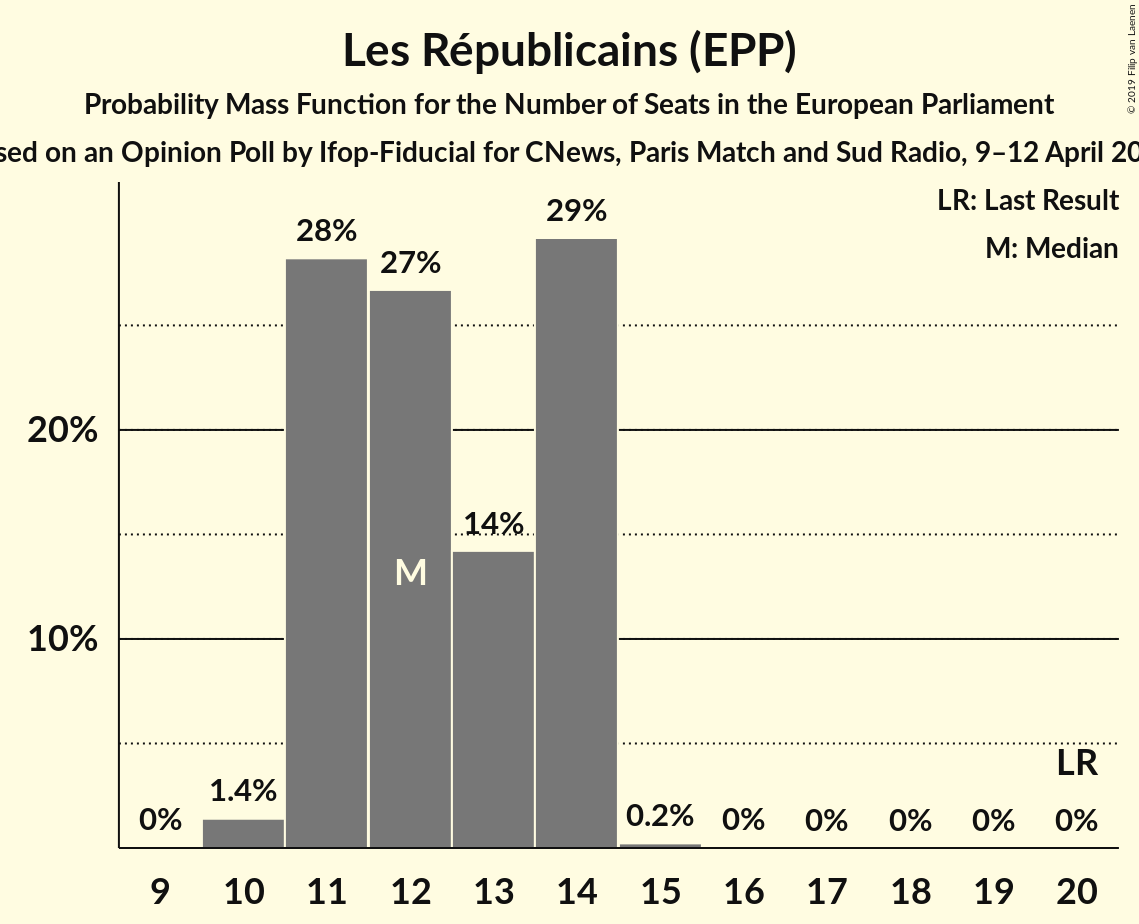 Les Républicains (EPP)
Probability Mass Function for the Number of Seats in the European Parliament
on an Opinion Poll by Ifop-Fiducial for CNews, Paris Match and Sud Radio, 9–12 April
© 2019 Filip van Laenen
LR: Last Result
M: Median
29%
28%
27%
20%
14%
M
10%
LR
1.4%
0% 0.2% 0% 0% 0% 0% 0%
9 10 11 12 13 14 15 16 17 18 19 20